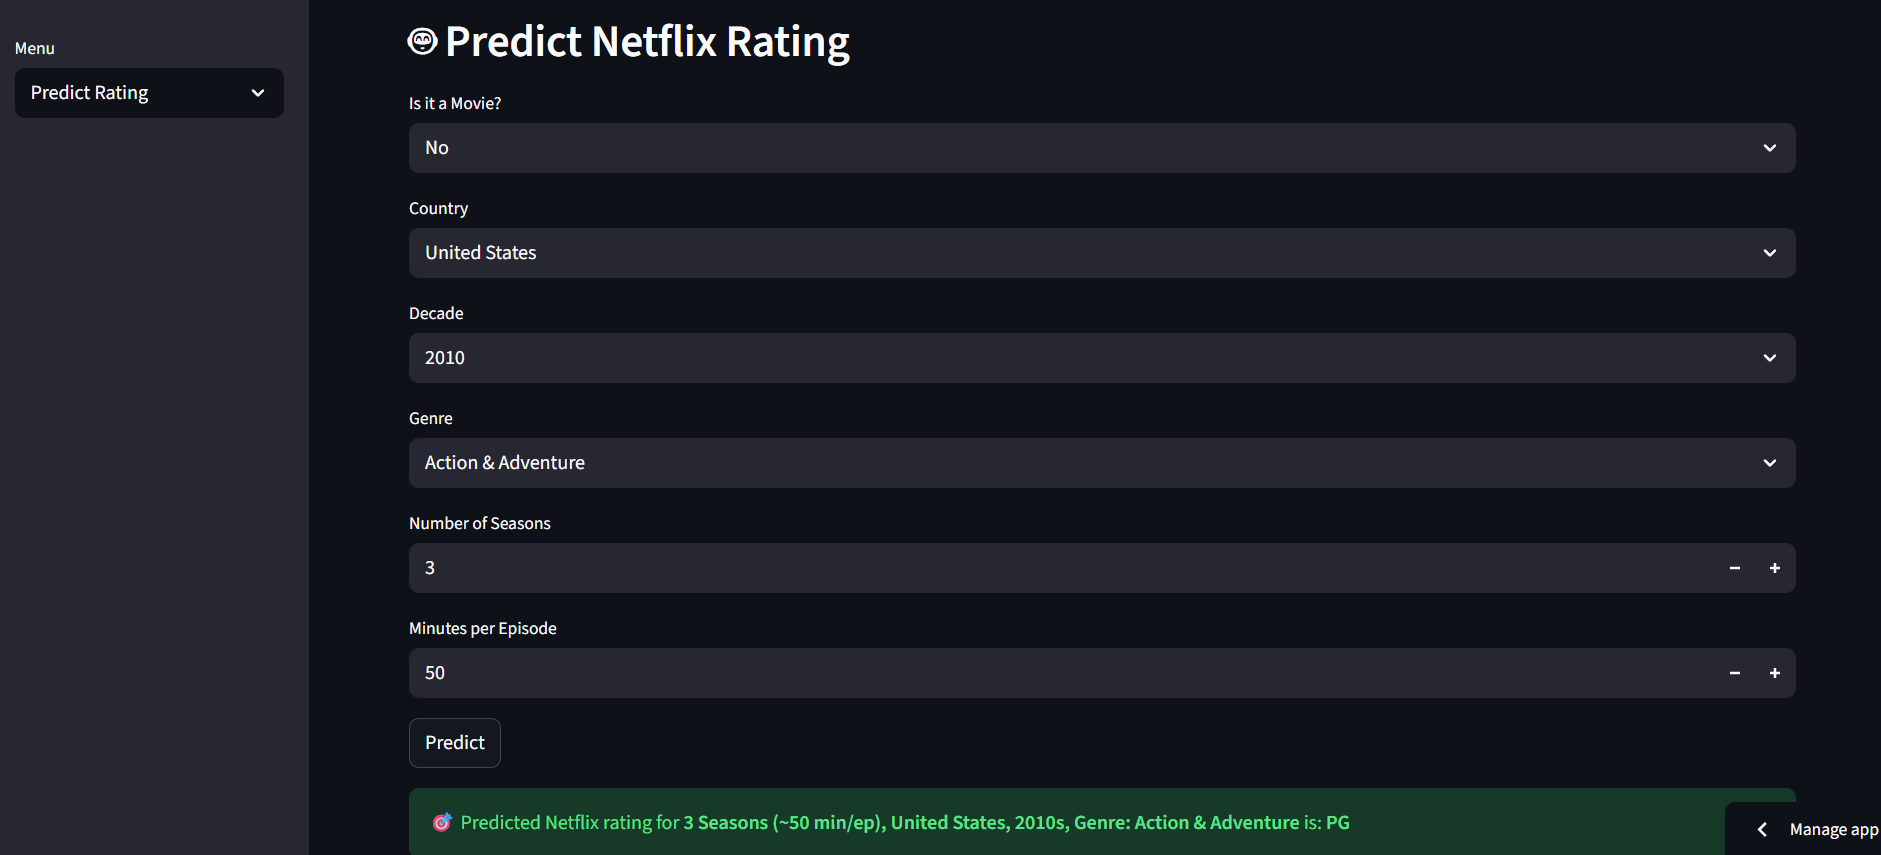 Menu
Predict Rating
Predict Netflix Rating
Is it a Movie?
No
Country
United States
Decade
2010
Genre
Action & Adventure
Number of Seasons
3
Minutes per Episode
50
Predict
Predicted Netflix rating for 3 Seasons (~50 min/ep), United States, 2010s, Genre: Action & Adventure is: PG
Manage app